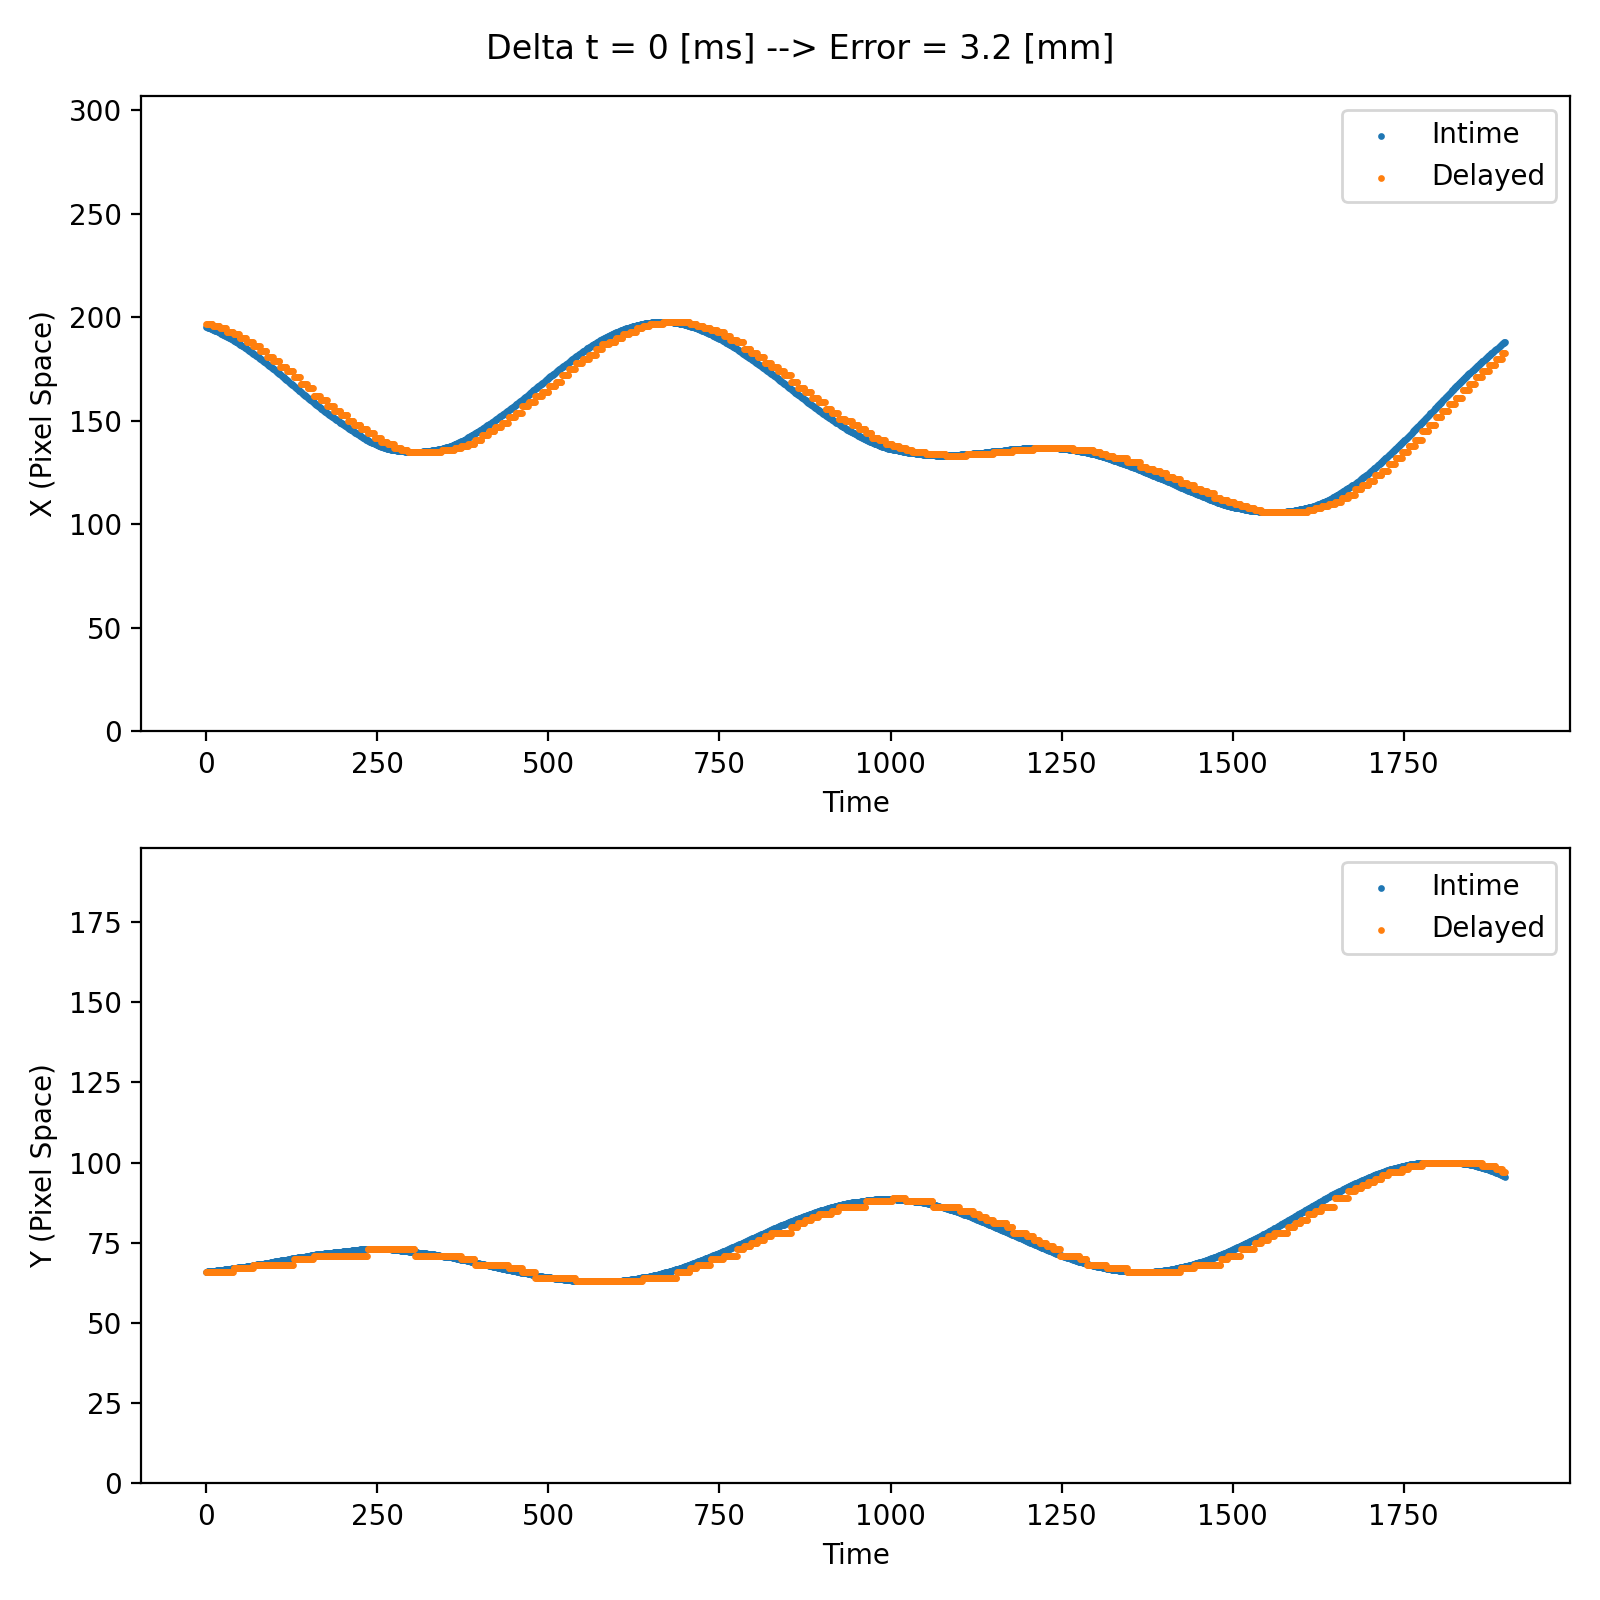 Delta t = 0 [ms] --> Error = 3.2 [mm]
300
250
200
150
100
50
0
X (Pixel Space)
Intime
Delayed
0 250 500 750 1000 1250 1500 1750
Time
175
150
125
100
75
50
25
0
Y (Pixel Space)
Intime
Delayed
0 250 500 750 1000 1250 1500 1750
Time